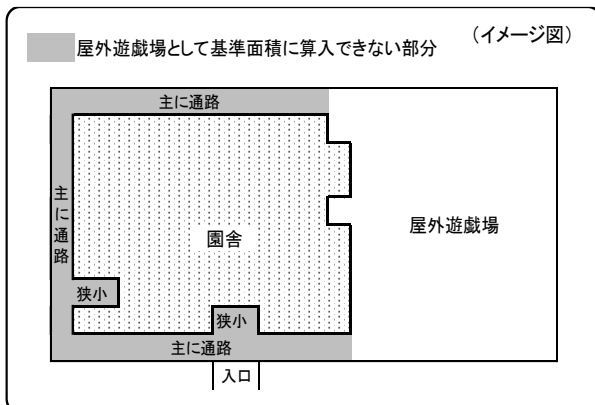 (イメージ図)
屋外遊戯場として基準面積に算入できない部分
主に通路
主に通路
園舎
屋外遊戯場
狭小
狭小
主に通路
入口